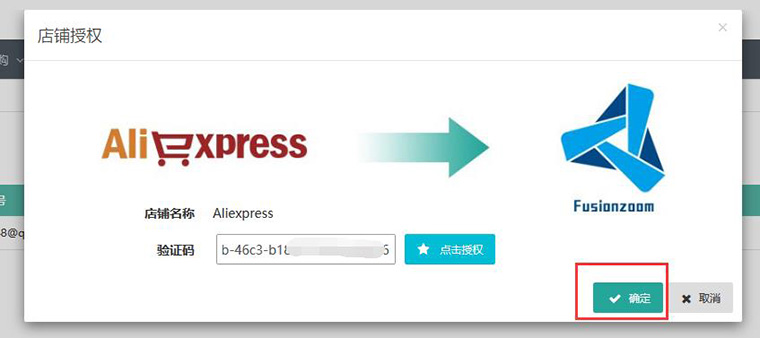 店铺授权
×
购
AliExpress
Fusionzoom
号
店铺名称 Aliexpress
8@q
验证码 b-46c3-b18 6 点击授权
确定 取消